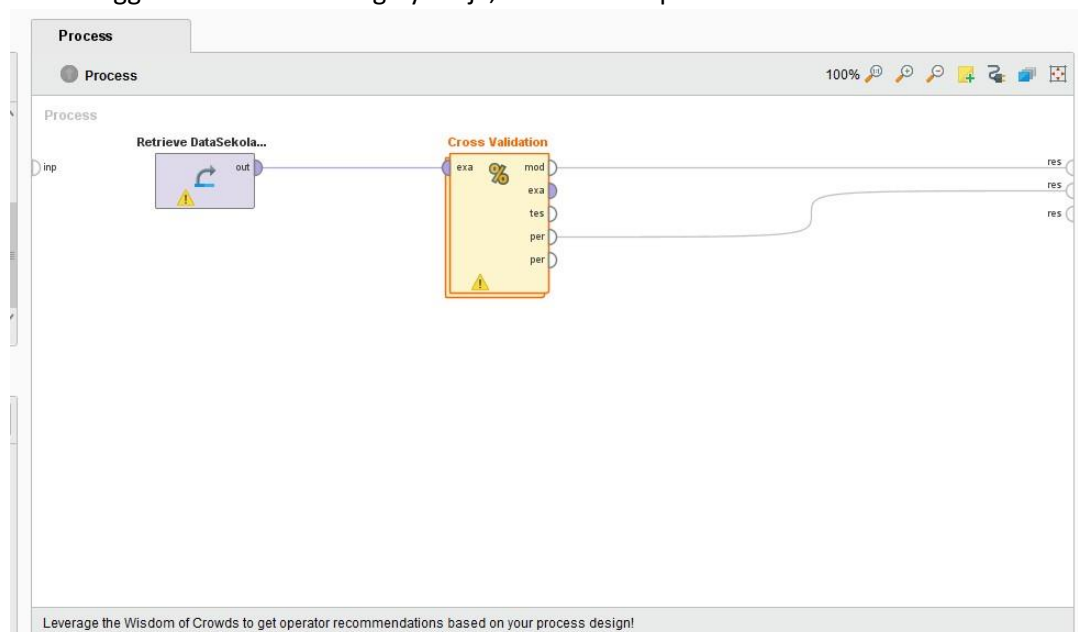 Process
Process
100%
Process
Retrieve DataSekola...
Cross Validation
inp
out
exa
mod
exa
tes
per
per
res
res
res
Leverage the Wisdom of Crowds to get operator recommendations based on your process design!